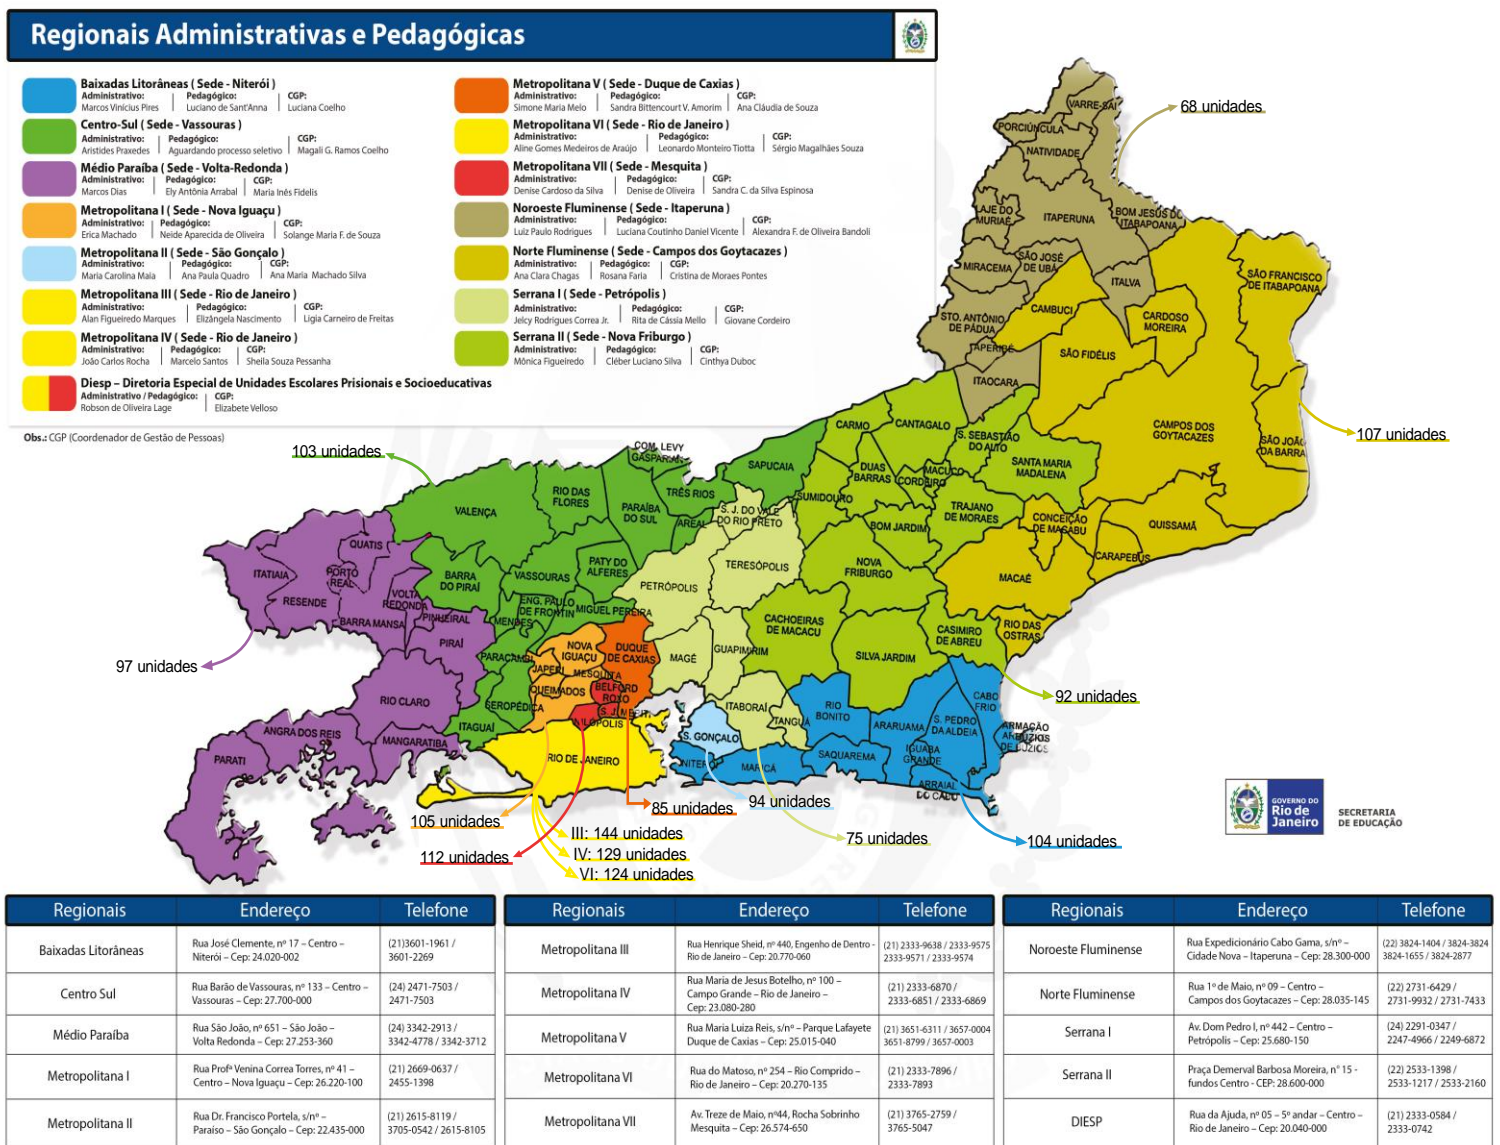 Regionais Administrativas e Pedagógicas
Baixadas Litorâneas ( Sede - Niterói )
Administrativo: Pedagógico: CGP:
Marcos Vinícius Pires Luciano de Sant'Anna Luciana Coelho
Centro-Sul ( Sede - Vassouras )
Administrativo: Pedagógico: CGP:
Aristides Praxedes Aguardando processo seletivo Magali G. Ramos Coelho
Médio Paraíba ( Sede - Volta-Redonda )
Administrativo: Pedagógico: CGP:
Marcos Dias Ely Antônia Arrabal Maria Inês Fidelis
Metropolitana I ( Sede - Nova Iguaçu )
Administrativo: Pedagógico: CGP:
Erica Machado Neide Aparecida de Oliveira Solange Maria F. de Souza
Metropolitana II ( Sede - São Gonçalo )
Administrativo: Pedagógico: CGP:
Maria Carolina Maia Ana Paula Quadro Ana Maria Machado Silva
Metropolitana III ( Sede - Rio de Janeiro )
Administrativo: Pedagógico: CGP:
Alan Figueiredo Marques Elizângela Nascimento Ligia Carneiro de Freitas
Metropolitana IV ( Sede - Rio de Janeiro )
Administrativo: Pedagógico: CGP:
João Carlos Rocha Marcelo Santos Sheila Souza Pessanha
Diesp – Diretoria Especial de Unidades Escolares Prisionais e Socioeducativas
Administrativo / Pedagógico: CGP:
Robson de Oliveira Lage Elizabete Velloso
Metropolitana V ( Sede - Duque de Caxias )
Administrativo: Pedagógico: CGP:
Simone Maria Melo Sandra Bittencourt V. Amorim Ana Cláudia de Souza
Metropolitana VI ( Sede - Rio de Janeiro )
Administrativo: Pedagógico: CGP:
Aline Gomes Medeiros de Araújo Leonardo Monteiro Tiotta Sérgio Magalhães Souza
Metropolitana VII ( Sede - Mesquita )
Administrativo: Pedagógico: CGP:
Denise Cardoso da Silva Denise de Oliveira Sandra C. da Silva Espinosa
Noroeste Fluminense ( Sede - Itaperuna )
Administrativo: Pedagógico: CGP:
Luiz Paulo Rodrigues Luciana Coutinho Daniel Vicente Alexandra F. de Oliveira Bandoli
Norte Fluminense ( Sede - Campos dos Goytacazes )
Administrativo: Pedagógico: CGP:
Ana Clara Chagas Rosana Faria Cristina de Moraes Pontes
Serrana I ( Sede - Petrópolis )
Administrativo: Pedagógico: CGP:
Jelcy Rodrigues Correa Jr. Rita de Cássia Mello Giovane Cordeiro
Serrana II ( Sede - Nova Friburgo )
Administrativo: Pedagógico: CGP:
Mônica Figueiredo Cléber Luciano Silva Cinthya Duboc
Obs.: CGP (Coordenador de Gestão de Pessoas)
68 unidades
VARRE-SAI
PORCIÚNCULA
NATIVIDADE
LAJE DO
MURIAÉ
ITAPERUNA
BOM JESUS DO
ITABAPOANA
MIRACEMA
SÃO JOSÉ
DE UBÁ
ITALVA
STO. ANTÔNIO
DE PÁDUA
APERIBÉ
ITAOCARA
SÃO FRANCISCO
DE ITABAPOANA
CAMBUCI
CARDOSO
MOREIRA
SÃO FIDÉLIS
CAMPOS DOS
GOYTACAZES
SÃO JOÃO
DA BARRA
107 unidades
QUISSAMÃ
CONCEIÇÃO
DE MACABU
CARAPEBUS
MACAÉ
RIO DAS
OSTRAS
CARMO
CANTAGALO
S. SEBASTIÃO
DO ALTO
SANTA MARIA
MADALENA
DUAS
BARRAS
MACUCO
CORDEIRO
SUMIDOURO
TRAJANO
DE MORAES
BOM JARDIM
NOVA
FRIBURGO
CACHOEIRAS
DE MACACU
CASIMIRO
DE ABREU
SILVA JARDIM
92 unidades
103 unidades
COM. LEVY
GASPARIAN
SAPUCAIA
TRÊS RIOS
RIO DAS
FLORES
VALENÇA
PARAÍBA
DO SUL
AREAL
S. J. DO VALE
DO RIO PRETO
TERESÓPOLIS
PETRÓPOLIS
PATY DO
ALFERES
VASSOURAS
BARRA
DO PIRAÍ
MENDES
ENG. PAULO
DE FRONTIN
MIGUEL PEREIRA
PARACAMBI
SEROPÉDICA
ITAGUAÍ
QUATIS
ITATIAIA
PORTO
REAL
RESENDE
VOLTA
REDONDA
BARRA MANSA
PINHEIRAL
PIRAÍ
97 unidades
RIO CLARO
ANGRA DOS REIS
MANGARATIBA
PARATI
NOVA
IGUAÇU
DUQUE
DE CAXIAS
JAPERI
MESQUITA
QUEIMADOS
BELFORD
ROXO
S. J. MERITI
NILÓPOLIS
RIO DE JANEIRO
MAGÉ
GUAPIMIRIM
ITABORAÍ
TANGUÁ
S. GONÇALO
NITERÓI
MARICÁ
RIO
BONITO
ARARUAMA
SAQUAREMA
S. PEDRO
DA ALDEIA
IGUABA
GRANDE
CABO
FRIO
ARMAÇÃO
DE BÚZIOS
ARRAIAL
DO CABO
105 unidades
112 unidades
85 unidades
III: 144 unidades
IV: 129 unidades
VI: 124 unidades
94 unidades
75 unidades
104 unidades
GOVERNO DO
Rio de
Janeiro
SECRETARIA
DE EDUCAÇÃO
Regionais Endereço Telefone
Baixadas Litorâneas Rua José Clemente, nº 17 – Centro – Niterói – Cep: 24.020-002 (21)3601-1961 / 3601-2269
Centro Sul Rua Barão de Vassouras, nº 133 – Centro – Vassouras – Cep: 27.700-000 (24) 2471-7503 / 2471-7503
Médio Paraíba Rua São João, nº 651 – São João – Volta Redonda – Cep: 27.253-360 (24) 3342-2913 / 3342-4778 / 3342-3712
Metropolitana I Rua Profª Venina Correa Torres, nº 41 – Centro – Nova Iguaçu – Cep: 26.220-100 (21) 2669-0637 / 2455-1398
Metropolitana II Rua Dr. Francisco Portela, s/nº – Paraíso – São Gonçalo – Cep: 22.435-000 (21) 2615-8119 / 3705-0542 / 2615-8105
Regionais Endereço Telefone
Metropolitana III Rua Henrique Sheid, nº 440, Engenho de Dentro - Rio de Janeiro – Cep: 20.770-060 (21) 2333-9638 / 2333-9575 2333-9571 / 2333-9574
Metropolitana IV Rua Maria de Jesus Botelho, nº 100 – Campo Grande – Rio de Janeiro – Cep: 23.080-280 (21) 2333-6870 / 2333-6851 / 2333-6869
Metropolitana V Rua Maria Luiza Reis, s/nº – Parque Lafayete Duque de Caxias – Cep: 25.015-040 (21) 3651-6311 / 3657-0004 3651-8799 / 3657-0003
Metropolitana VI Rua do Matoso, nº 254 – Rio Comprido – Rio de Janeiro – Cep: 20.270-135 (21) 2333-7896 / 2333-7893
Metropolitana VII Av. Treze de Maio, nº44, Rocha Sobrinho Mesquita – Cep: 26.574-650 (21) 3765-2759 / 3765-5047
Regionais Endereço Telefone
Noroeste Fluminense Rua Expedicionário Cabo Gama, s/nº – Cidade Nova – Itaperuna – Cep: 28.300-000 (22) 3824-1404 / 3824-3824 3824-1655 / 3824-2877
Norte Fluminense Rua 1º de Maio, nº 09 – Centro – Campos dos Goytacazes – Cep: 28.035-145 (22) 2731-6429 / 2731-9932 / 2731-7433
Serrana I Av. Dom Pedro I, nº 442 – Centro – Petrópolis – Cep: 25.680-150 (24) 2291-0347 / 2247-4966 / 2249-6872
Serrana II Praça Demerval Barbosa Moreira, n° 15 - fundos Centro - CEP: 28.600-000 (22) 2533-1398 / 2533-1217 / 2533-2160
DIESP Rua da Ajuda, nº 05 – 5º andar – Centro – Rio de Janeiro – Cep: 20.040-000 (21) 2333-0584 / 2333-0742